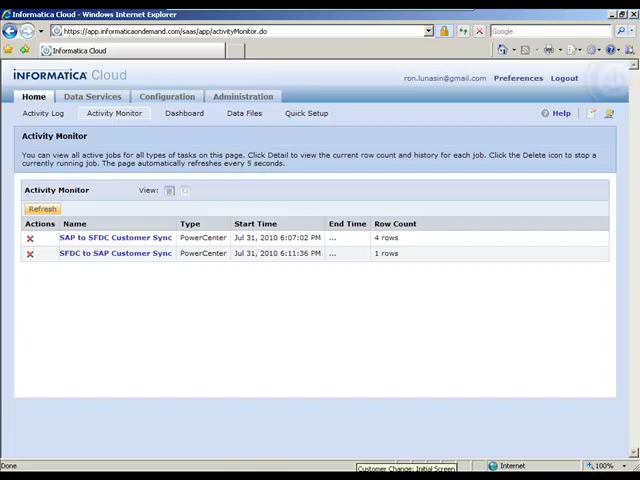 Informatica Cloud - Windows Internet Explorer
https://app.informaticaondemand.com/saas/app/activityMonitor.do
Google
Informatica Cloud
INFORMATICA Cloud
ron.lunasin@gmail.com Preferences Logout
Home Data Services Configuration Administration
Activity Log Activity Monitor Dashboard Data Files Quick Setup Help
Activity Monitor
You can view all active jobs for all types of tasks on this page. Click Detail to view the current row count and history for each job. Click the Delete icon to stop a
currently running job. The page automatically refreshes every 5 seconds.
Activity Monitor View:
Refresh
Actions Name Type Start Time End Time Row Count
SAP to SFDC Customer Sync PowerCenter Jul 31, 2010 6:07:02 PM ... 4 rows
SFDC to SAP Customer Sync PowerCenter Jul 31, 2010 6:11:36 PM ... 1 rows
Done Internet 100%
Customer Change: Initial Screen